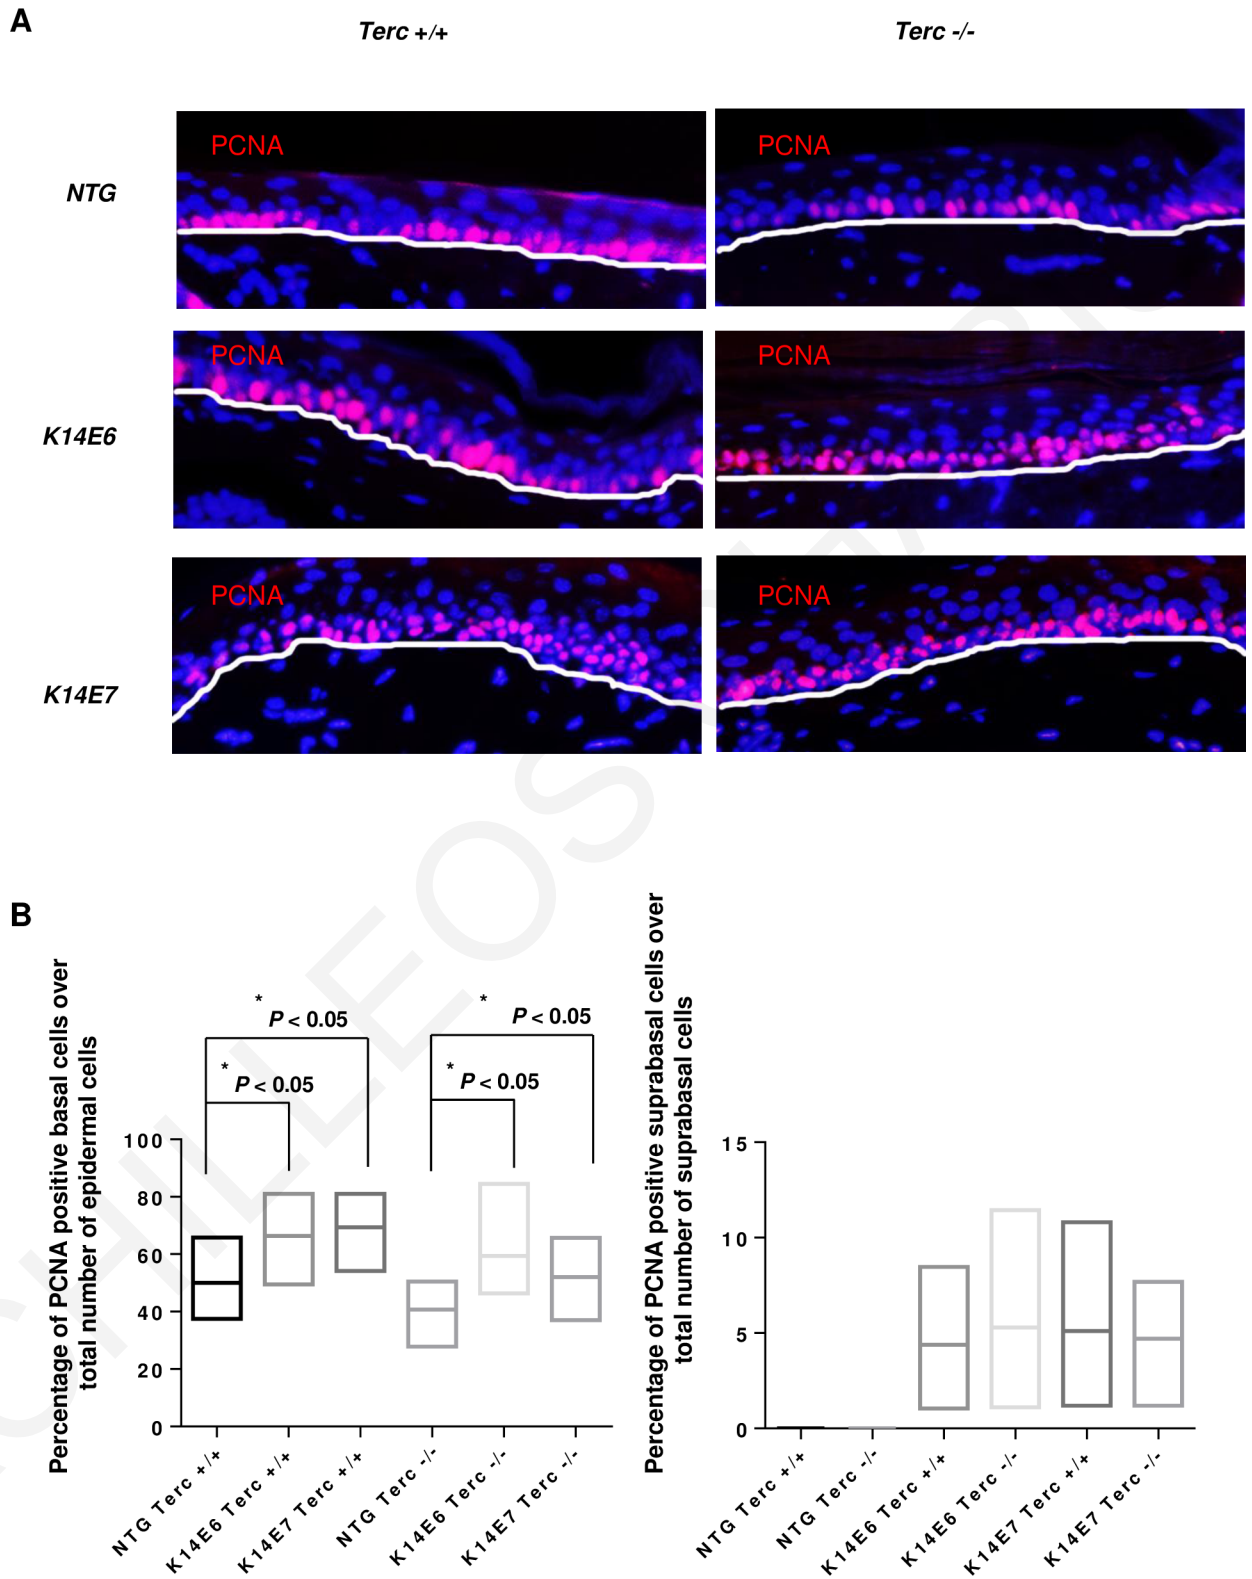 A
Terc +/+
Terc -/-
NTG
PCNA
PCNA
K14E6
PCNA
PCNA
K14E7
PCNA
PCNA
B
Percentage of PCNA positive basal cells over
total number of epidermal cells
*
P < 0.05
*
P < 0.05
*
P < 0.05
*
P < 0.05
100
80
60
40
20
0
NTG Terc +/+
K14E6 Terc +/+
K14E7 Terc +/+
NTG Terc -/-
K14E6 Terc -/-
K14E7 Terc -/-
Percentage of PCNA positive suprabasal cells over
total number of suprabasal cells
15
10
5
0
NTG Terc +/+
NTG Terc -/-
K14E6 Terc +/+
K14E6 Terc -/-
K14E7 Terc +/+
K14E7 Terc -/-